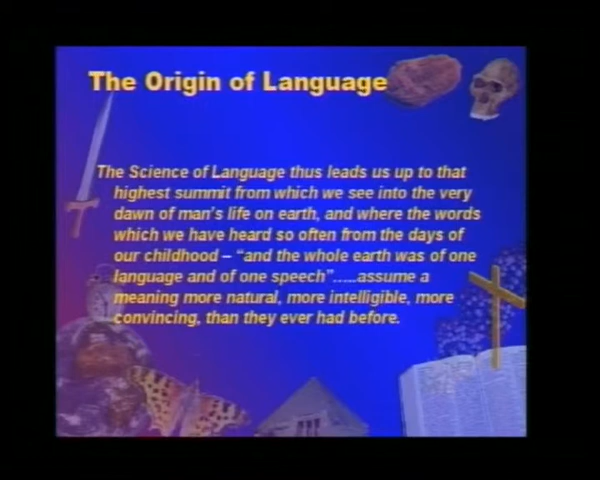 The Origin of Language
The Science of Language thus leads us up to that
highest summit from which we see into the very
dawn of man's life on earth, and where the words
which we have heard so often from the days of
our childhood – "and the whole earth was of one
language and of one speech".....assume a
meaning more natural, more intelligible, more
convincing, than they ever had before.